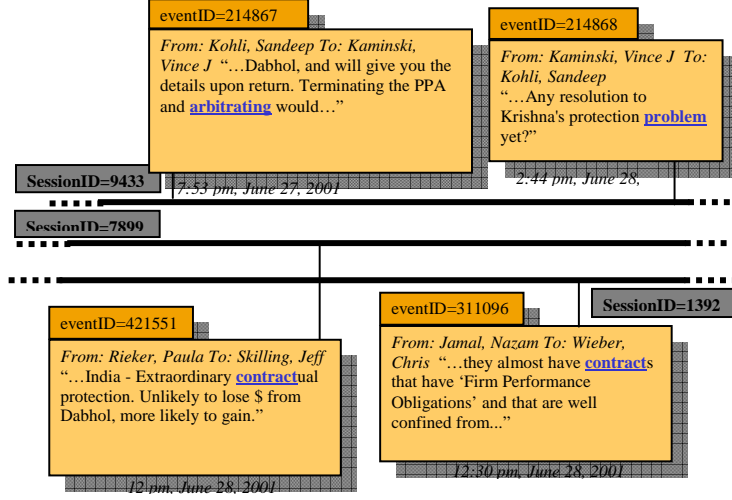 eventID=214867
From: Kohli, Sandeep To: Kaminski,
Vince J “…Dabhol, and will give you the
details upon return. Terminating the PPA
and arbitrating would…”
7:53 pm, June 27, 2001
eventID=214868
From: Kaminski, Vince J To:
Kohli, Sandeep
“…Any resolution to
Krishna's protection problem
yet?”
2:44 pm, June 28,
SessionID=9433
SessionID=7899
SessionID=1392
eventID=421551
From: Rieker, Paula To: Skilling, Jeff
“…India - Extraordinary contractual
protection. Unlikely to lose $ from
Dabhol, more likely to gain.”
12 pm, June 28, 2001
eventID=311096
From: Jamal, Nazam To: Wieber,
Chris “…they almost have contracts
that have ‘Firm Performance
Obligations’ and that are well
confined from...”
12:30 pm, June 28, 2001